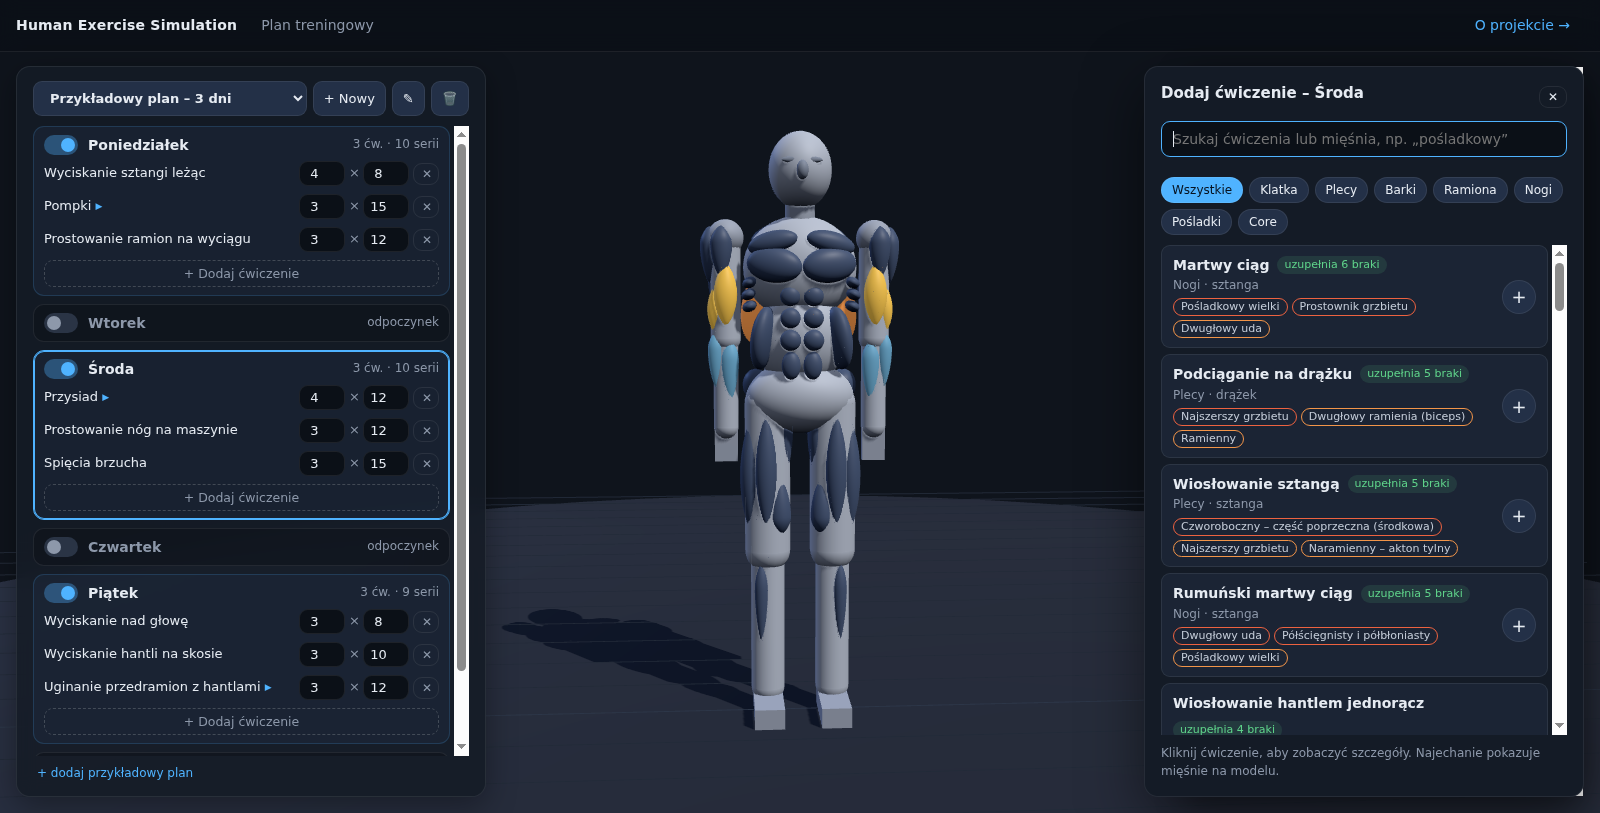 Human Exercise Simulation
Plan treningowy
O projekcie →
Przykładowy plan – 3 dni
+ Nowy
Poniedziałek
3 ćw. · 10 serii
Wyciskanie sztangi leżąc
4 × 8 ×
Pompki ▸
3 × 15 ×
Prostowanie ramion na wyciągu
3 × 12 ×
+ Dodaj ćwiczenie
Wtorek
odpoczynek
Środa
3 ćw. · 10 serii
Przysiad ▸
4 × 12 ×
Prostowanie nóg na maszynie
3 × 12 ×
Spięcia brzucha
3 × 15 ×
+ Dodaj ćwiczenie
Czwartek
odpoczynek
Piątek
3 ćw. · 9 serii
Wyciskanie nad głowę
3 × 8 ×
Wyciskanie hantli na skosie
3 × 10 ×
Uginanie przedramion z hantlami ▸
3 × 12 ×
+ Dodaj ćwiczenie
+ dodaj przykładowy plan
Dodaj ćwiczenie – Środa
×
Szukaj ćwiczenia lub mięśnia, np. „pośladkowy”
Wszystkie Klatka Plecy Barki Ramiona Nogi
Pośladki Core
Martwy ciąg uzupełnia 6 braki
Nogi · sztanga
Pośladkowy wielki Prostownik grzbietu
Dwugłowy uda
+
Podciąganie na drążku uzupełnia 5 braki
Plecy · drążek
Najszerszy grzbietu Dwugłowy ramienia (biceps)
Ramienny
+
Wiosłowanie sztangą uzupełnia 5 braki
Plecy · sztanga
Czworoboczny – część poprzeczna (środkowa)
Najszerszy grzbietu Naramienny – akton tylny
+
Rumuński martwy ciąg uzupełnia 5 braki
Nogi · sztanga
Dwugłowy uda Półścięgnisty i półbłoniasty
Pośladkowy wielki
+
Wiosłowanie hantlem jednorącz
uzupełnia 4 braki
Kliknij ćwiczenie, aby zobaczyć szczegóły. Najechanie pokazuje
mięśnie na modelu.